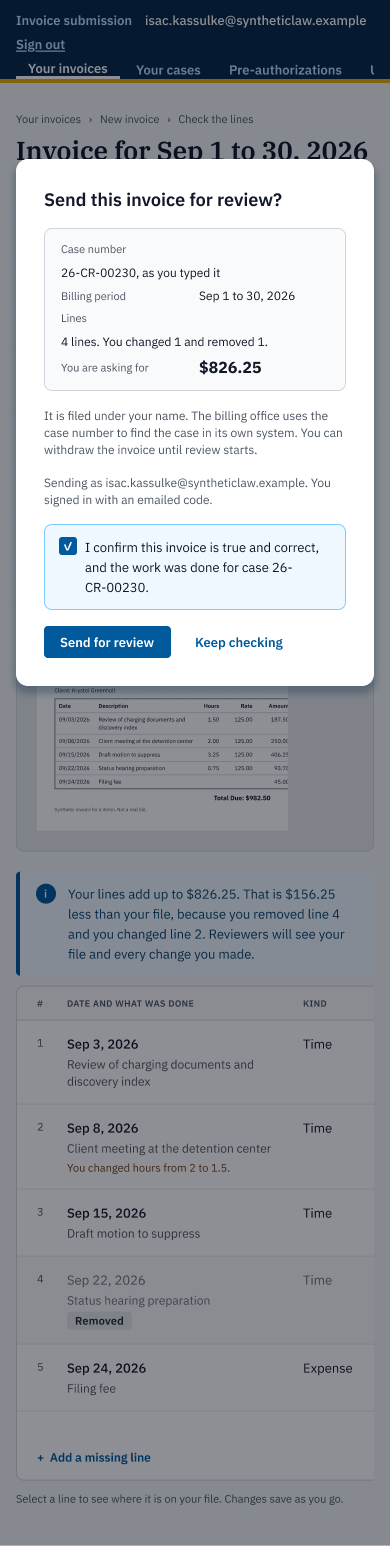 Invoice submission isac.kassulke@syntheticlaw.example
Sign out
Your invoices Your cases Pre-authorizations
Your invoices › New invoice › Check the lines
Invoice for Sep 1 to 30, 2026
Send this invoice for review?
Case number
26-CR-00230, as you typed it
Billing period Sep 1 to 30, 2026
Lines
4 lines. You changed 1 and removed 1.
You are asking for $826.25
It is filed under your name. The billing office uses the
case number to find the case in its own system. You can
withdraw the invoice until review starts.
Sending as isac.kassulke@syntheticlaw.example. You
signed in with an emailed code.
I confirm this invoice is true and correct,
and the work was done for case 26-
CR-00230.
Send for review Keep checking
Client: Krystel Greenholt
Date Description Hours Rate Amount
09/03/2026 Review of charging documents and 1.50 125.00 187.50
discovery index
09/08/2026 Client meeting at the detention center 2.00 125.00 250.00
09/15/2026 Draft motion to suppress 3.25 125.00 406.25
09/22/2026 Status hearing preparation 0.75 125.00 93.75
09/24/2026 Filing fee 45.00
Total Due: $982.50
Synthetic invoice for a demo. Not a real bill.
Your lines add up to $826.25. That is $156.25
less than your file, because you removed line 4
and you changed line 2. Reviewers will see your
file and every change you made.
# DATE AND WHAT WAS DONE KIND
1 Sep 3, 2026 Time
Review of charging documents and
discovery index
2 Sep 8, 2026 Time
Client meeting at the detention center
You changed hours from 2 to 1.5.
3 Sep 15, 2026 Time
Draft motion to suppress
4 Sep 22, 2026 Time
Status hearing preparation
Removed
5 Sep 24, 2026 Expense
Filing fee
+ Add a missing line
Select a line to see where it is on your file. Changes save as you go.